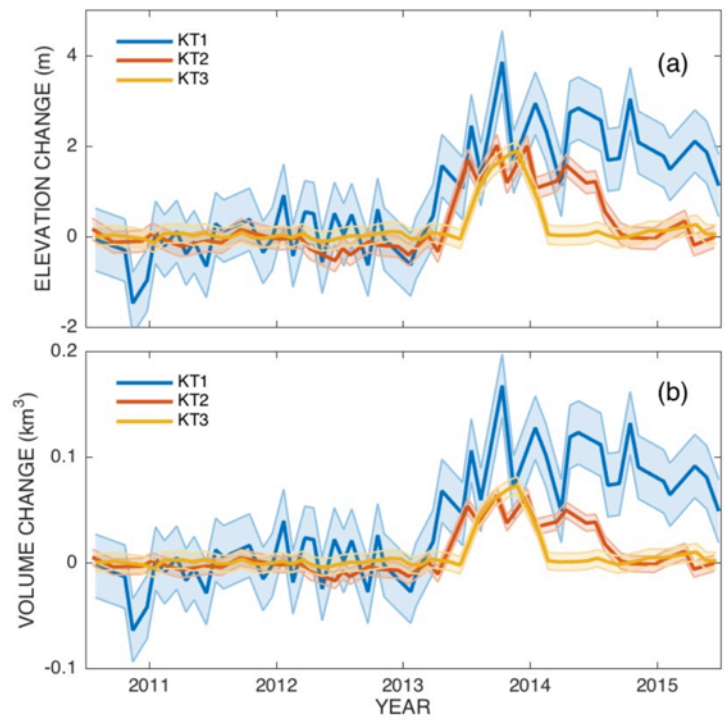 KT1
KT2
KT3
(a)
4
2
0
-2
ELEVATION CHANGE (m)
KT1
KT2
KT3
(b)
0.2
0.1
0
-0.1
VOLUME CHANGE (km³)
2011 2012 2013 2014 2015
YEAR